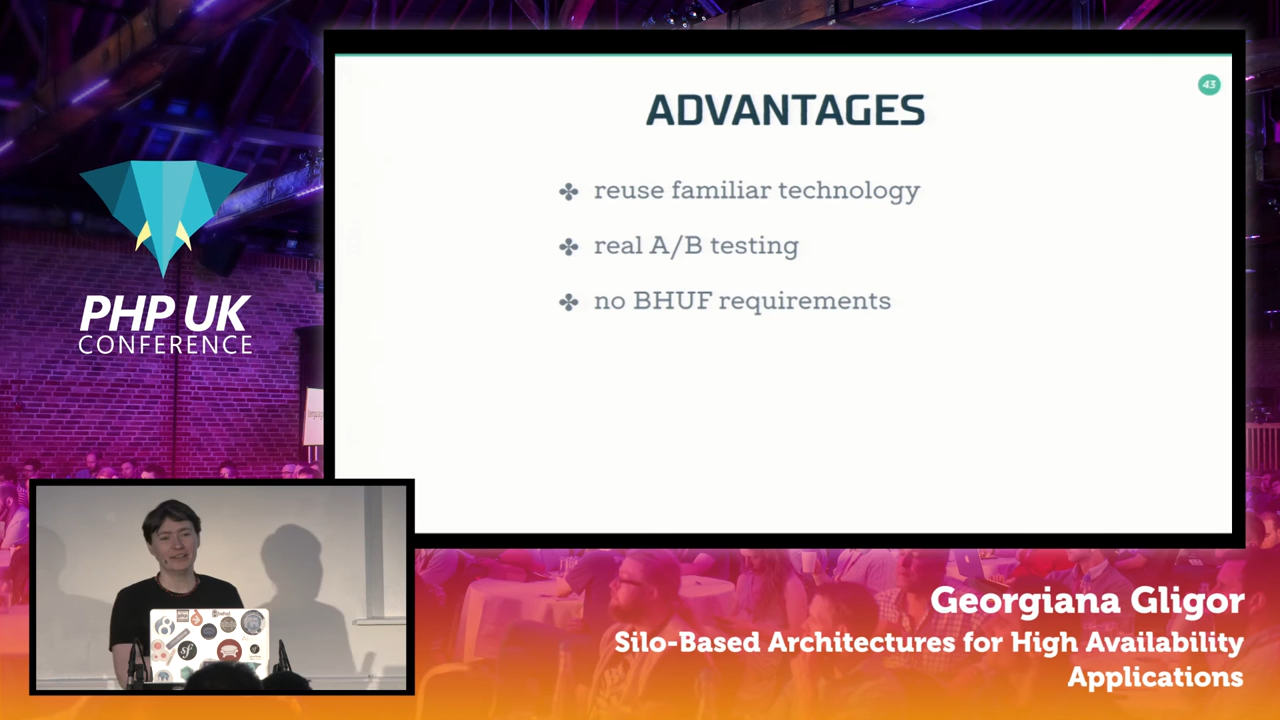 43
ADVANTAGES
reuse familiar technology
real A/B testing
no BHUF requirements
PHP UK
CONFERENCE
sf
Georgiana Gligor
Silo-Based Architectures for High Availability
Applications